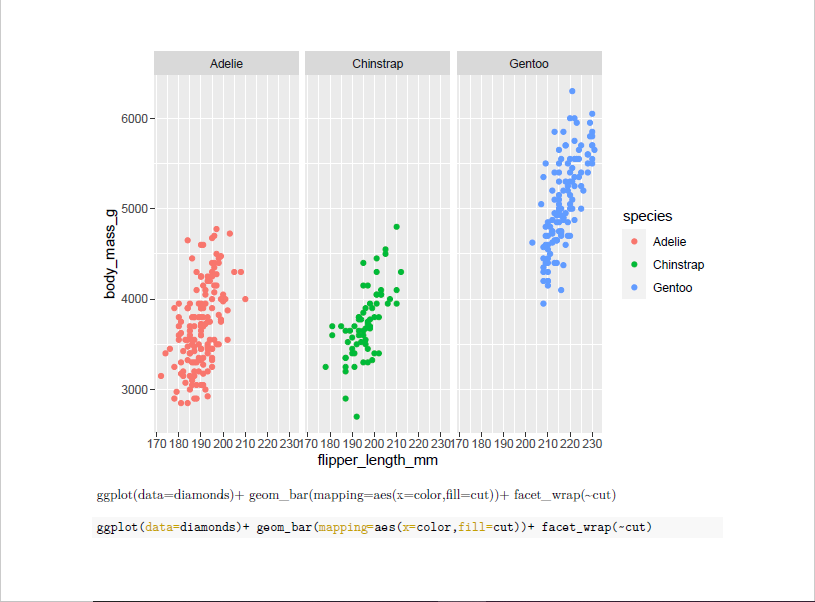 Adelie Chinstrap Gentoo
6000
5000
4000
3000
body_mass_g
170 180 190 200 210 220 230 170 180 190 200 210 220 230 170 180 190 200 210 220 230
flipper_length_mm
species
Adelie
Chinstrap
Gentoo
ggplot(data=diamonds)+ geom_bar(mapping=aes(x=color,fill=cut))+ facet_wrap(~cut)
ggplot(data=diamonds)+ geom_bar(mapping=aes(x=color,fill=cut))+ facet_wrap(~cut)